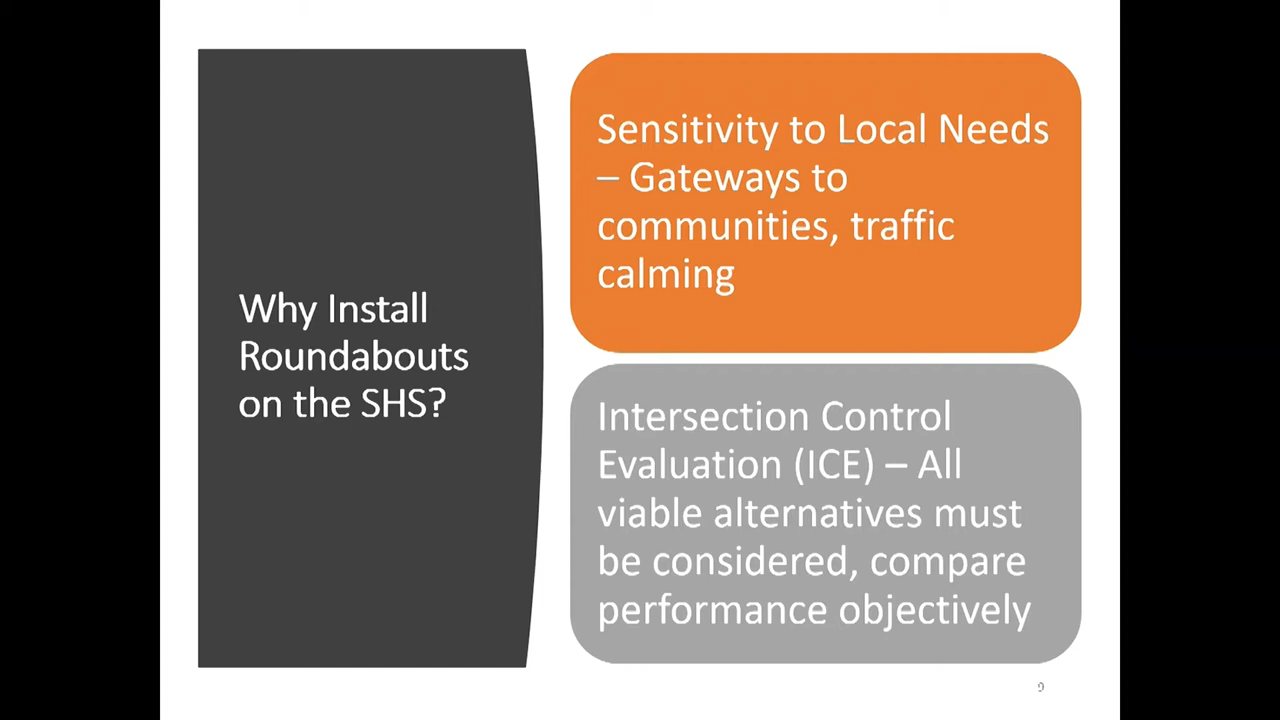 Why Install
Roundabouts
on the SHS?
Sensitivity to Local Needs
– Gateways to
communities, traffic
calming
Intersection Control
Evaluation (ICE) – All
viable alternatives must
be considered, compare
performance objectively
9